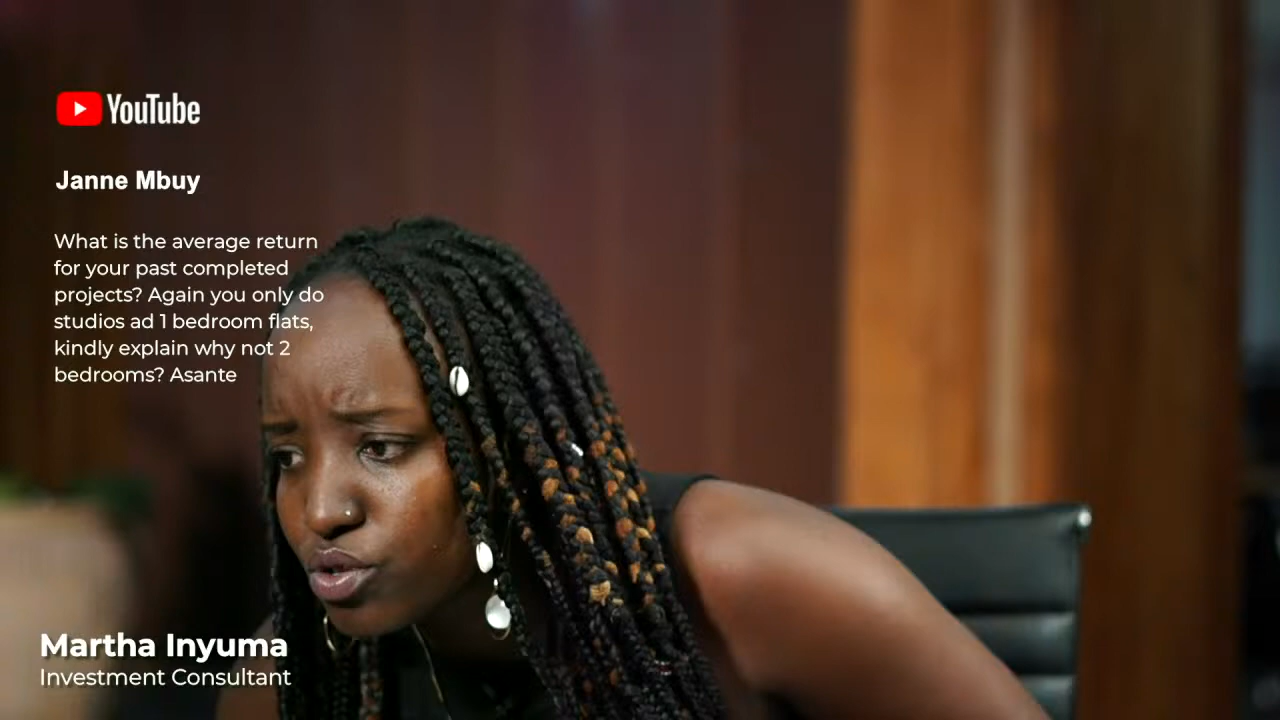 YouTube
Janne Mbuy
What is the average return
for your past completed
projects? Again you only do
studios ad 1 bedroom flats,
kindly explain why not 2
bedrooms? Asante
Martha Inyuma
Investment Consultant